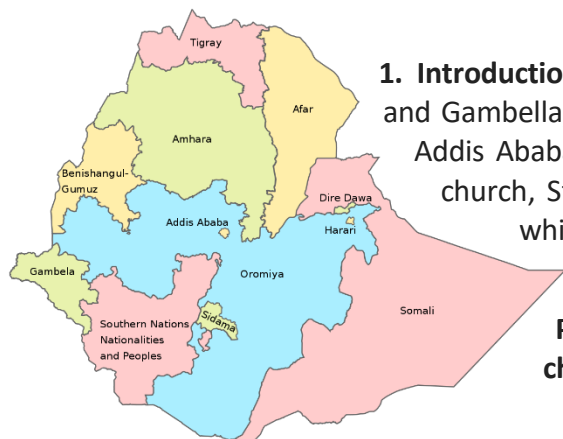 Tigray
1. Introductio
Afar
and Gambella
Amhara
Addis Abab
Benishangul-
Gumuz
church, S
Dire Dawa
Addis Ababa
Harari
whi
Gambela
Oromiya
Somali
Southern Nations
Nationalities
and Peoples
Sidama
ch